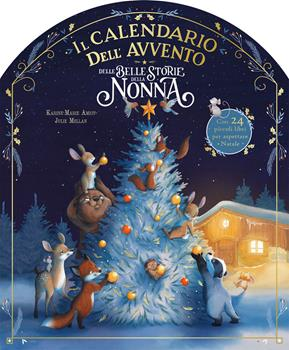 Il Calendario
dell'Avvento
delle Belle Storie
della
Nonna
Karine-Marie Amiot
Julie Mellan
Con 24
piccoli libri
per aspettare
• Natale •